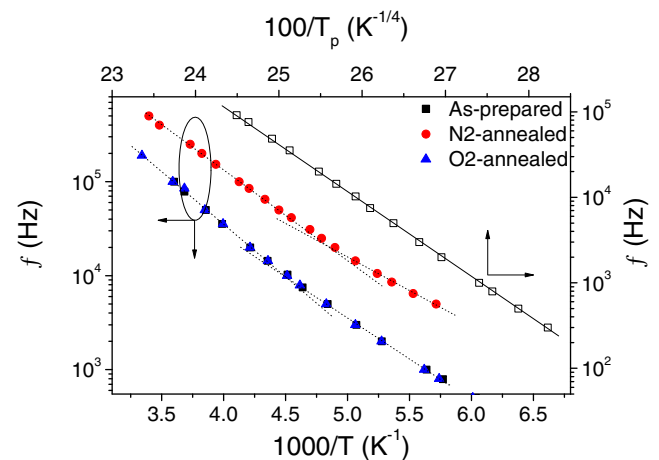 100/Tp (K-1/4)
23 24 25 26 27 28
As-prepared
N2-annealed
O2-annealed
10^5
10^4
10^3
f (Hz)
10^5
10^4
10^3
10^2
f (Hz)
3.5 4.0 4.5 5.0 5.5 6.0 6.5
1000/T (K-1)